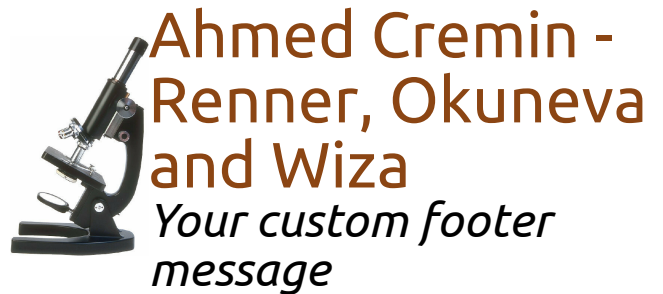 Ahmed Cremin -
Renner, Okuneva
and Wiza
Your custom footer
message